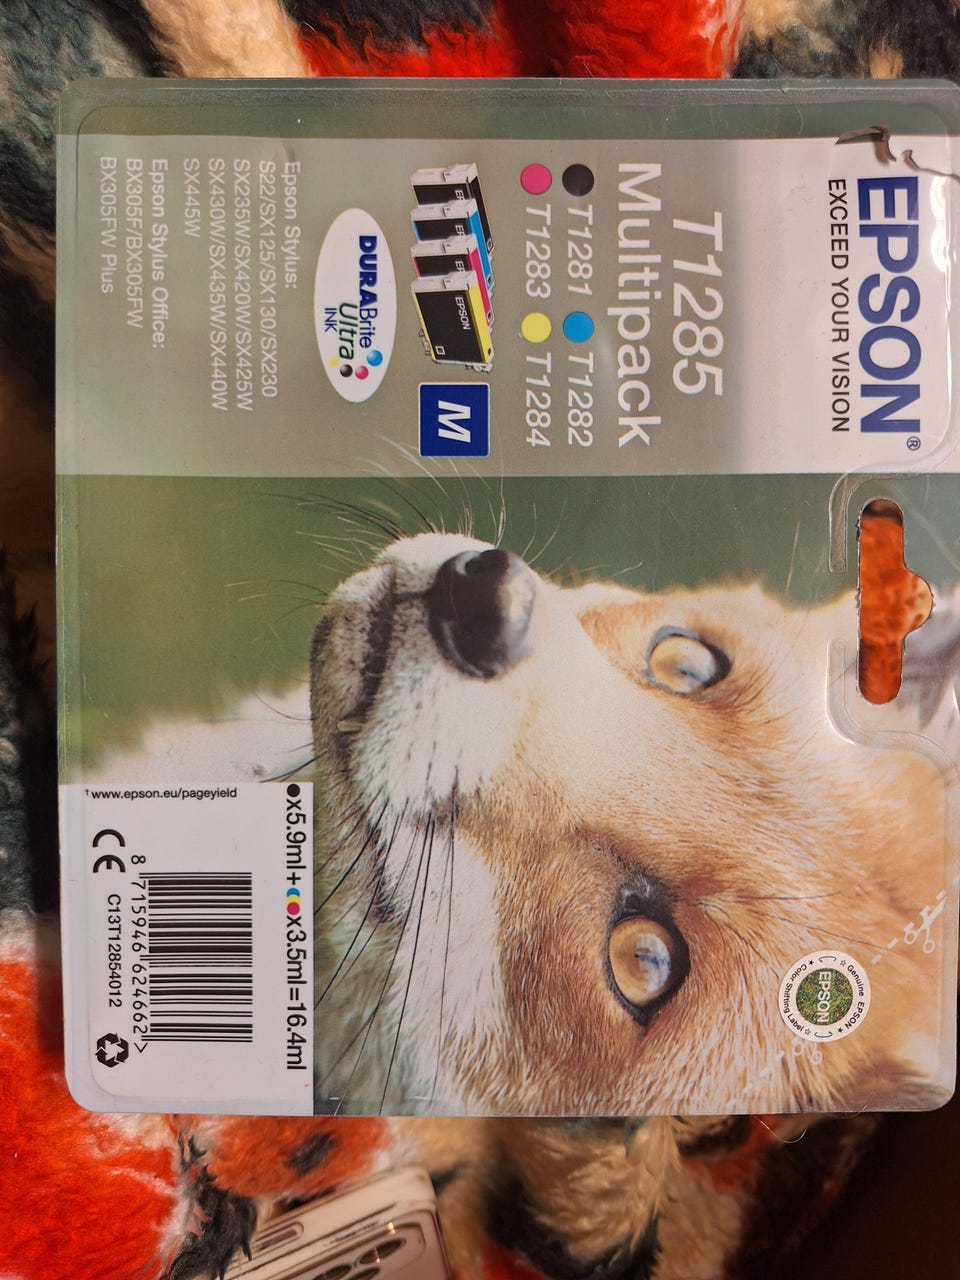 EPSON®
EXCEED YOUR VISION
T1285
Multipack
T1281 T1282
T1283 T1284
M
EPSON
DURABrite
Ultra
INK
Epson Stylus:
S22/SX125/SX130/SX230
SX235W/SX420W/SX425W
SX430W/SX435W/SX440W
SX445W
Epson Stylus Office:
BX305F/BX305FW
BX305FW Plus
☆ Genuine EPSON ★
EPSON
★ Color Shifting Label ☆
x5.9ml+ x3.5ml=16.4ml
†www.epson.eu/pageyield
8 715946 624662 >
CE C13T12854012